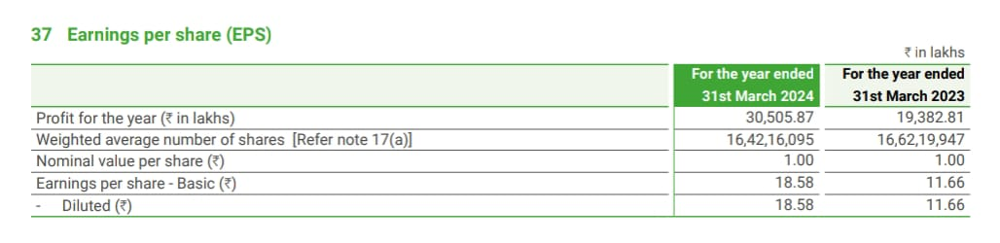 37 Earnings per share (EPS)
₹ in lakhs
For the year ended 31st March 2024 For the year ended 31st March 2023
Profit for the year (₹ in lakhs) 30,505.87 19,382.81
Weighted average number of shares [Refer note 17(a)] 16,42,16,095 16,62,19,947
Nominal value per share (₹) 1.00 1.00
Earnings per share - Basic (₹) 18.58 11.66
- Diluted (₹) 18.58 11.66